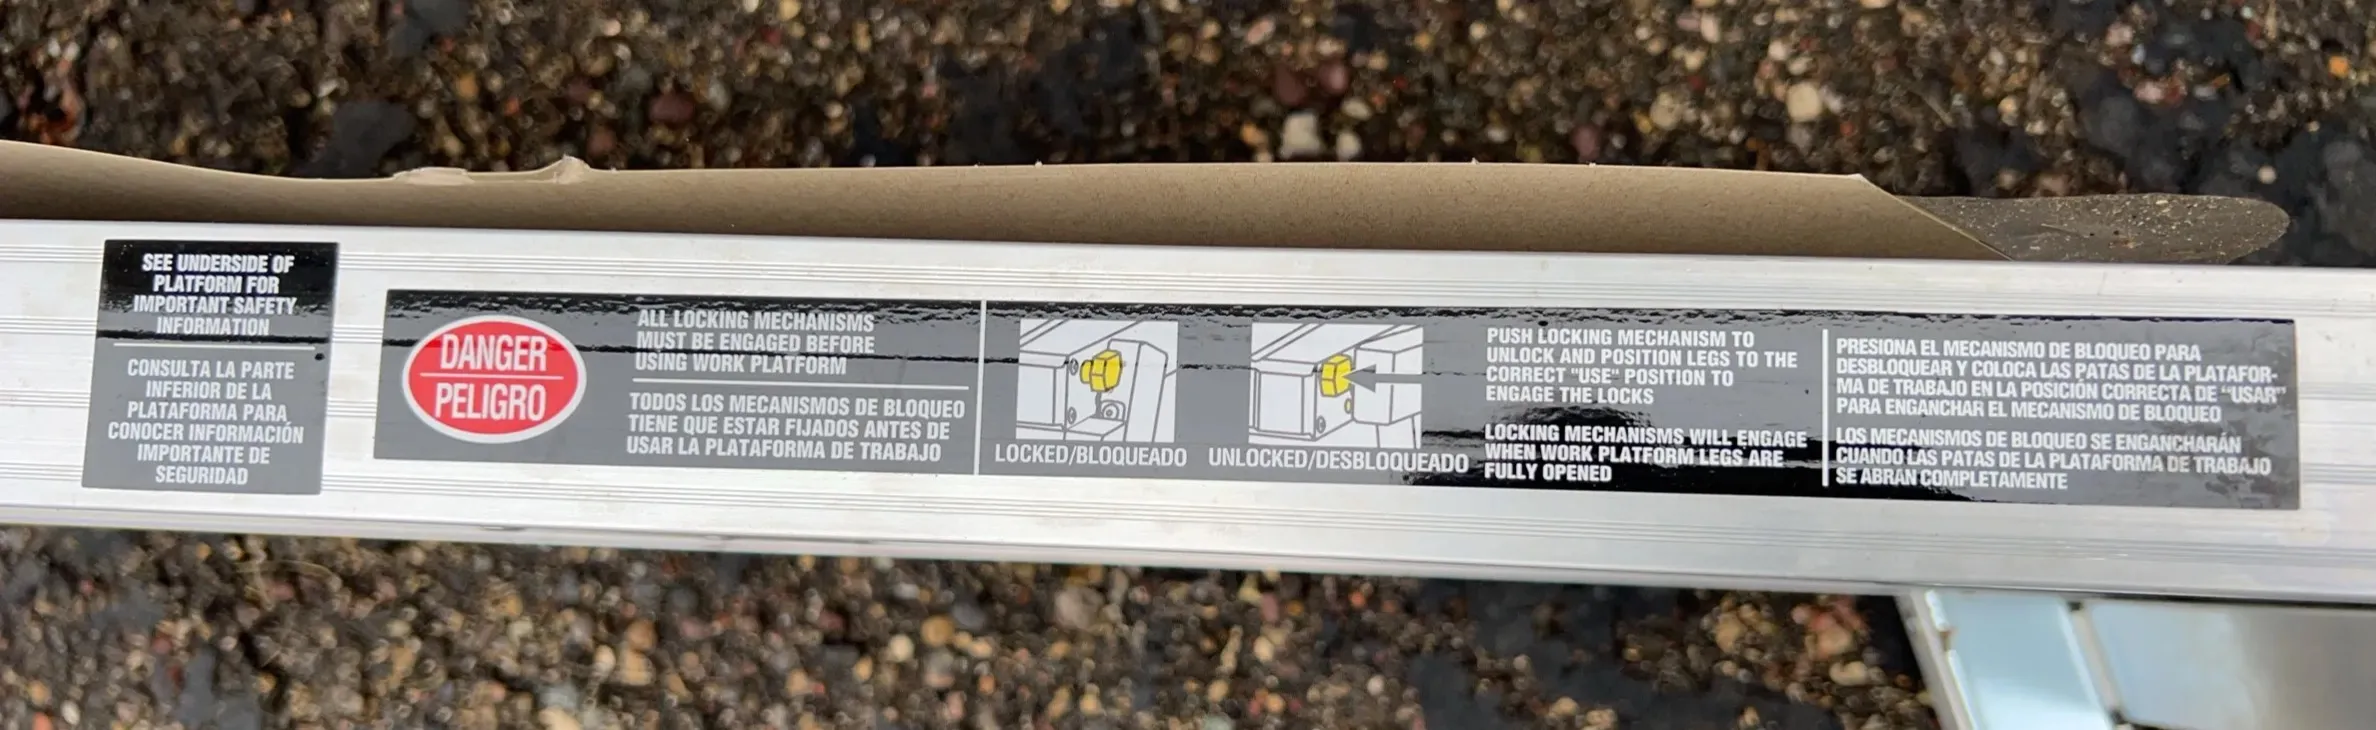 SEE UNDERSIDE OF
PLATFORM FOR
IMPORTANT SAFETY
INFORMATION
CONSULTA LA PARTE
INFERIOR DE LA
PLATAFORMA PARA
CONOCER INFORMACIÓN
IMPORTANTE DE
SEGURIDAD
DANGER
PELIGRO
ALL LOCKING MECHANISMS
MUST BE ENGAGED BEFORE
USING WORK PLATFORM
TODOS LOS MECANISMOS DE BLOQUEO
TIENE QUE ESTAR FIJADOS ANTES DE
USAR LA PLATAFORMA DE TRABAJO
LOCKED/BLOQUEADO
UNLOCKED/DESBLOQUEADO
PUSH LOCKING MECHANISM TO
UNLOCK AND POSITION LEGS TO THE
CORRECT "USE" POSITION TO
ENGAGE THE LOCKS
LOCKING MECHANISMS WILL ENGAGE
WHEN WORK PLATFORM LEGS ARE
FULLY OPENED
PRESIONA EL MECANISMO DE BLOQUEO PARA
DESBLOQUEAR Y COLOCA LAS PATAS DE LA PLATAFOR-
MA DE TRABAJO EN LA POSICIÓN CORRECTA DE "USAR"
PARA ENGANCHAR EL MECANISMO DE BLOQUEO
LOS MECANISMOS DE BLOQUEO SE ENGANCHARÁN
CUANDO LAS PATAS DE LA PLATAFORMA DE TRABAJO
SE ABRAN COMPLETAMENTE